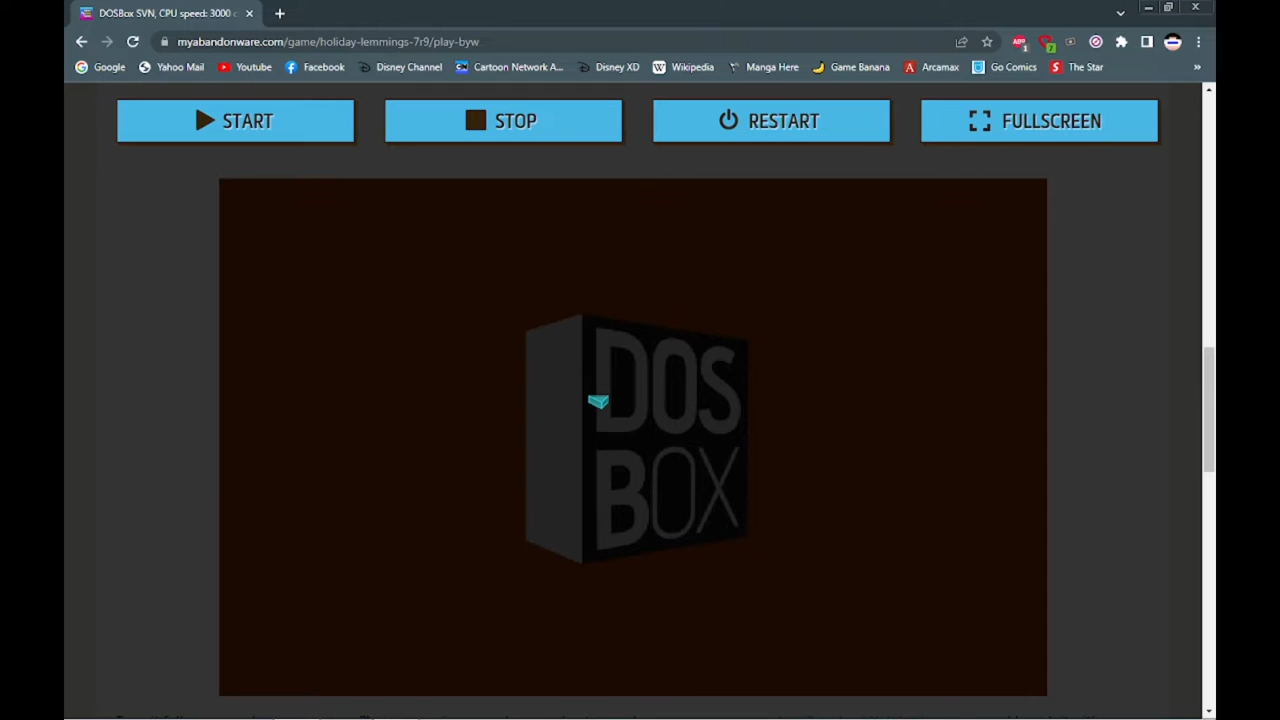 DOSBox SVN, CPU speed: 3000 c
myabandonware.com/game/holiday-lemmings-7r9/play-byw
Google Yahoo Mail Youtube Facebook Disney Channel Cartoon Network A... Disney XD Wikipedia Manga Here Game Banana Arcamax Go Comics The Star »
START STOP RESTART FULLSCREEN
DOS
BOX